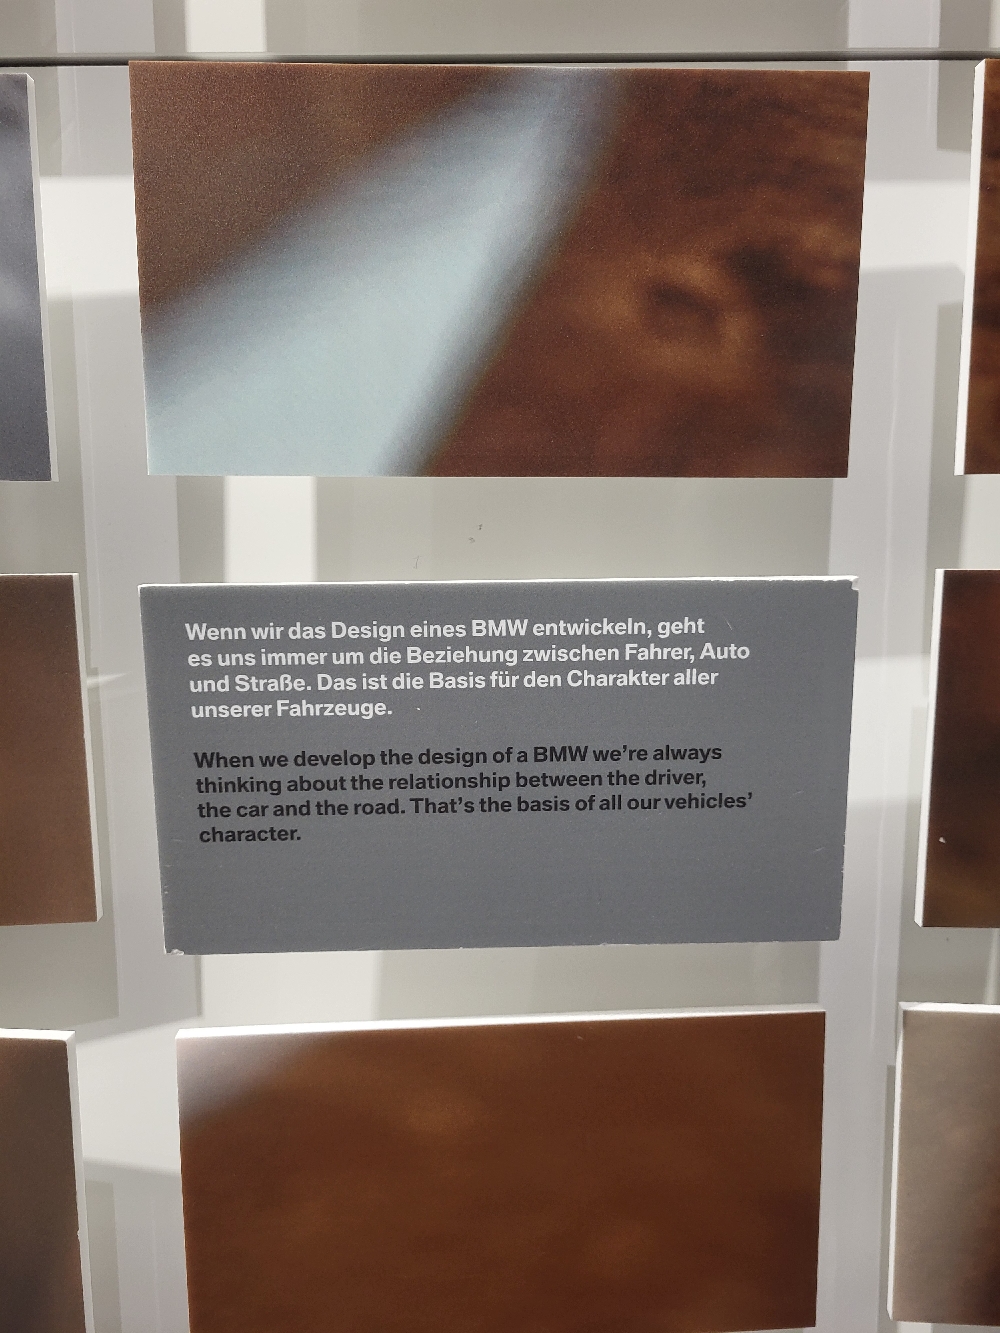 Wenn wir das Design eines BMW entwickeln, geht
es uns immer um die Beziehung zwischen Fahrer, Auto
und Straße. Das ist die Basis für den Charakter aller
unserer Fahrzeuge.
When we develop the design of a BMW we're always
thinking about the relationship between the driver,
the car and the road. That's the basis of all our vehicles'
character.